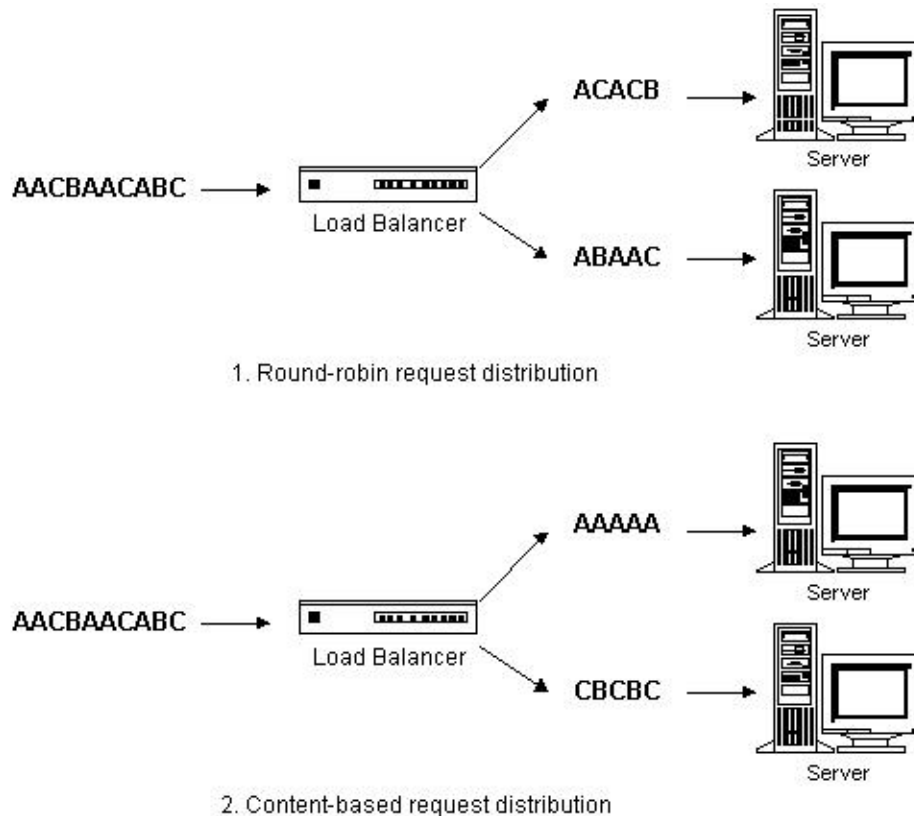 ACACB
Server
AACBAACABC
Load Balancer
ABAAC
Server
1. Round-robin request distribution
AAAAA
Server
AACBAACABC
Load Balancer
CBCBC
Server
2. Content-based request distribution